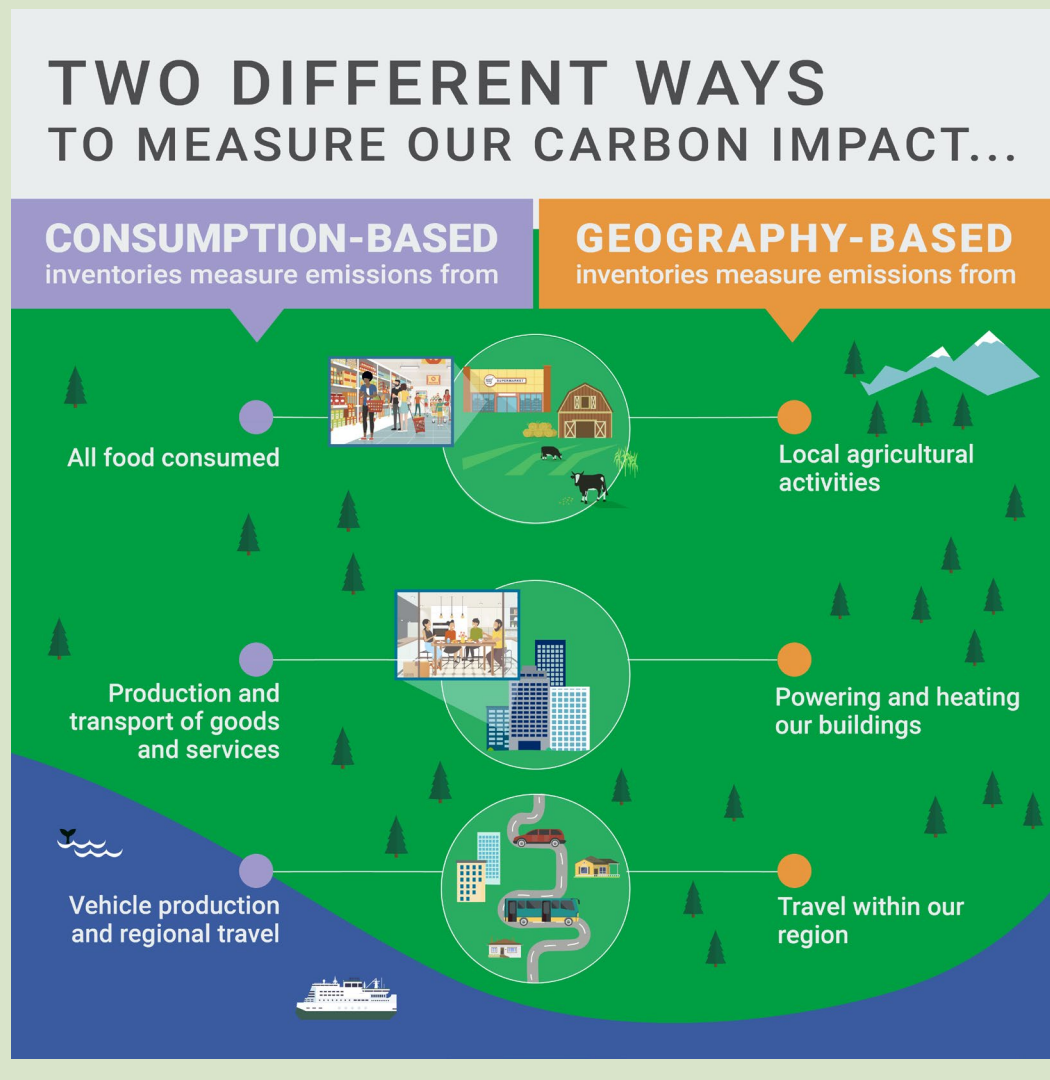 TWO DIFFERENT WAYS
TO MEASURE OUR CARBON IMPACT...
CONSUMPTION-BASED
inventories measure emissions from
GEOGRAPHY-BASED
inventories measure emissions from
SUPERMARKET
All food consumed
Local agricultural
activities
Production and
transport of goods
and services
Powering and heating
our buildings
Vehicle production
and regional travel
Travel within our
region